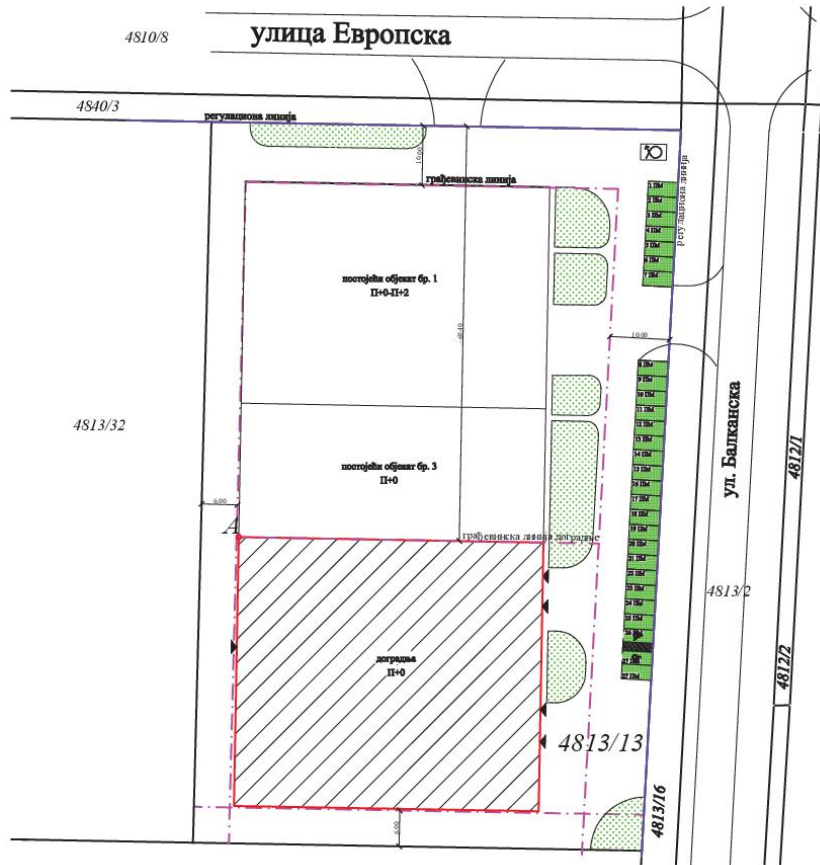 улица Европска
4810/8
4840/3
регулациона линија
10.00
грађевинска линија
регулациона линија
1 ПМ
2 ПМ
3 ПМ
4 ПМ
5 ПМ
6 ПМ
7 ПМ
постојећи објекат бр. 1
П+0-П+2
10.00
8 ПМ
9 ПМ
10 ПМ
11 ПМ
12 ПМ
13 ПМ
14 ПМ
15 ПМ
16 ПМ
17 ПМ
18 ПМ
19 ПМ
20 ПМ
21 ПМ
22 ПМ
23 ПМ
24 ПМ
25 ПМ
4813/32
ул. Балканска
4812/1
постојећи објекат бр. 3
П+0
6.00
А
грађевинска линија доградње
4813/2
доградња
П+0
4812/2
4813/13
4813/16
6.00